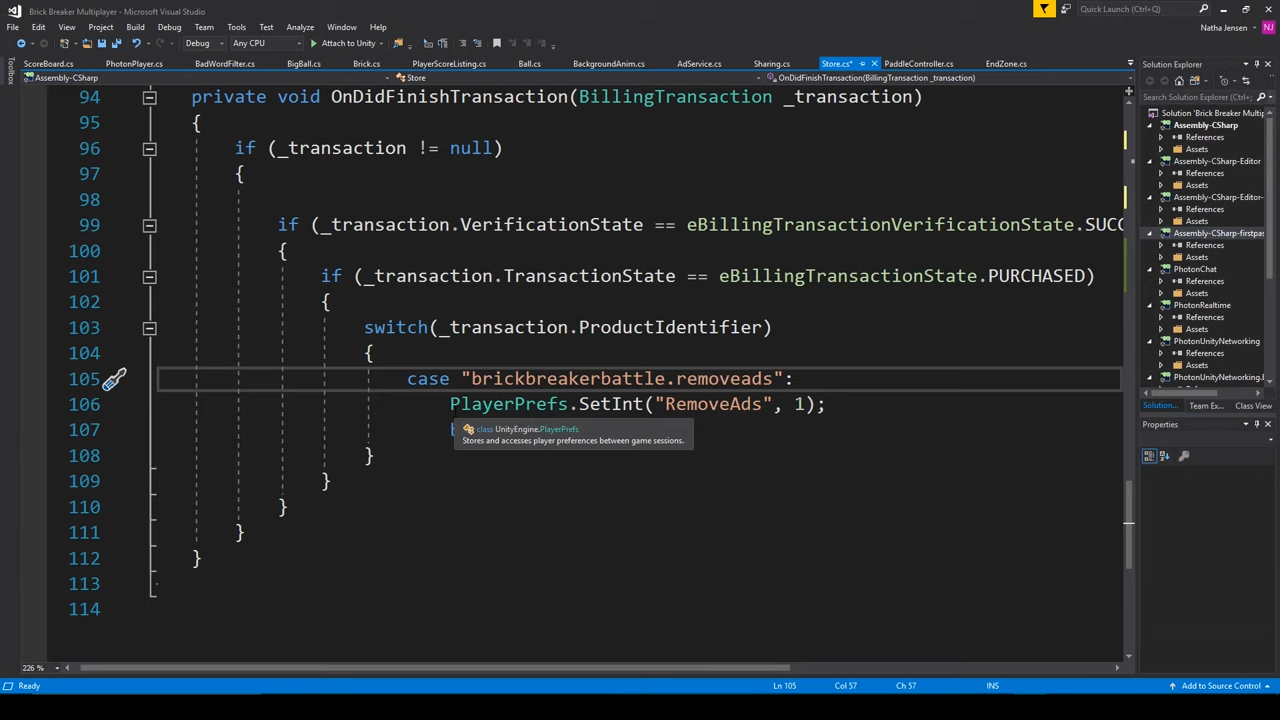 Brick Breaker Multiplayer - Microsoft Visual Studio
Quick Launch (Ctrl+Q)
File Edit View Project Build Debug Team Tools Test Analyze Window Help
Natha Jensen
NJ
Debug Any CPU Attach to Unity
Toolbox
ScoreBoard.cs PhotonPlayer.cs BadWordFilter.cs BigBall.cs Brick.cs PlayerScoreListing.cs Ball.cs BackgroundAnim.cs AdService.cs Sharing.cs Store.cs* PaddleController.cs EndZone.cs
Assembly-CSharp Store OnDidFinishTransaction(BillingTransaction _transaction)
94 private void OnDidFinishTransaction(BillingTransaction _transaction)
95 {
96 if (_transaction != null)
97 {
98
99 if (_transaction.VerificationState == eBillingTransactionVerificationState.SUCC
100 {
101 if (_transaction.TransactionState == eBillingTransactionState.PURCHASED)
102 {
103 switch(_transaction.ProductIdentifier)
104 {
105 case "brickbreakerbattle.removeads":
106 PlayerPrefs.SetInt("RemoveAds", 1);
107
class UnityEngine.PlayerPrefs
Stores and accesses player preferences between game sessions.
108 }
109 }
110 }
111 }
112 }
113
114
226 %
Solution Explorer
Search Solution Explorer (Ctrl+
Solution 'Brick Breaker Multip
Assembly-CSharp
References
Assets
Assembly-CSharp-Editor
References
Assets
Assembly-CSharp-Editor-
References
Assets
Assembly-CSharp-firstpas
References
Assets
PhotonChat
References
Assets
PhotonRealtime
References
Assets
PhotonUnityNetworking
References
Assets
PhotonUnityNetworking.
References
Solution... Team Ex... Class View
Properties
Ready Ln 105 Col 57 Ch 57 INS Add to Source Control